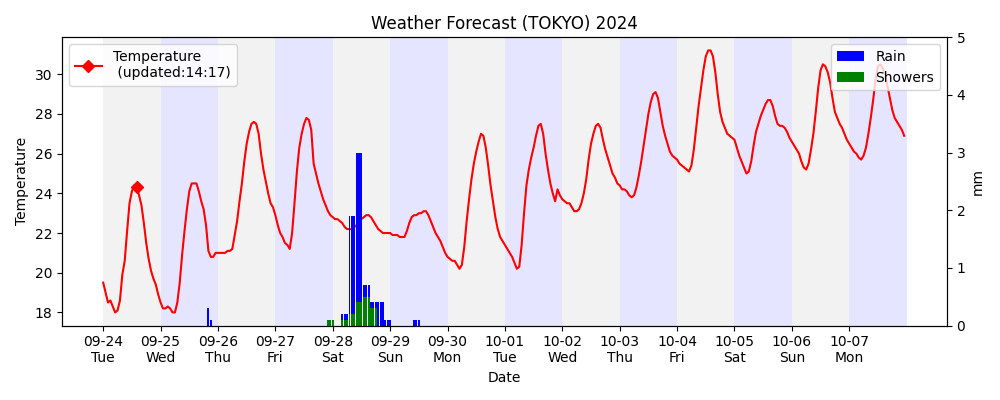 Weather Forecast (TOKYO) 2024
Temperature
(updated:14:17)
Rain
Showers
Temperature
30
28
26
24
22
20
18
5
4
3
2
1
0
mm
09-24 09-25 09-26 09-27 09-28 09-29 09-30 10-01 10-02 10-03 10-04 10-05 10-06 10-07
Tue Wed Thu Fri Sat Sun Mon Tue Wed Thu Fri Sat Sun Mon
Date